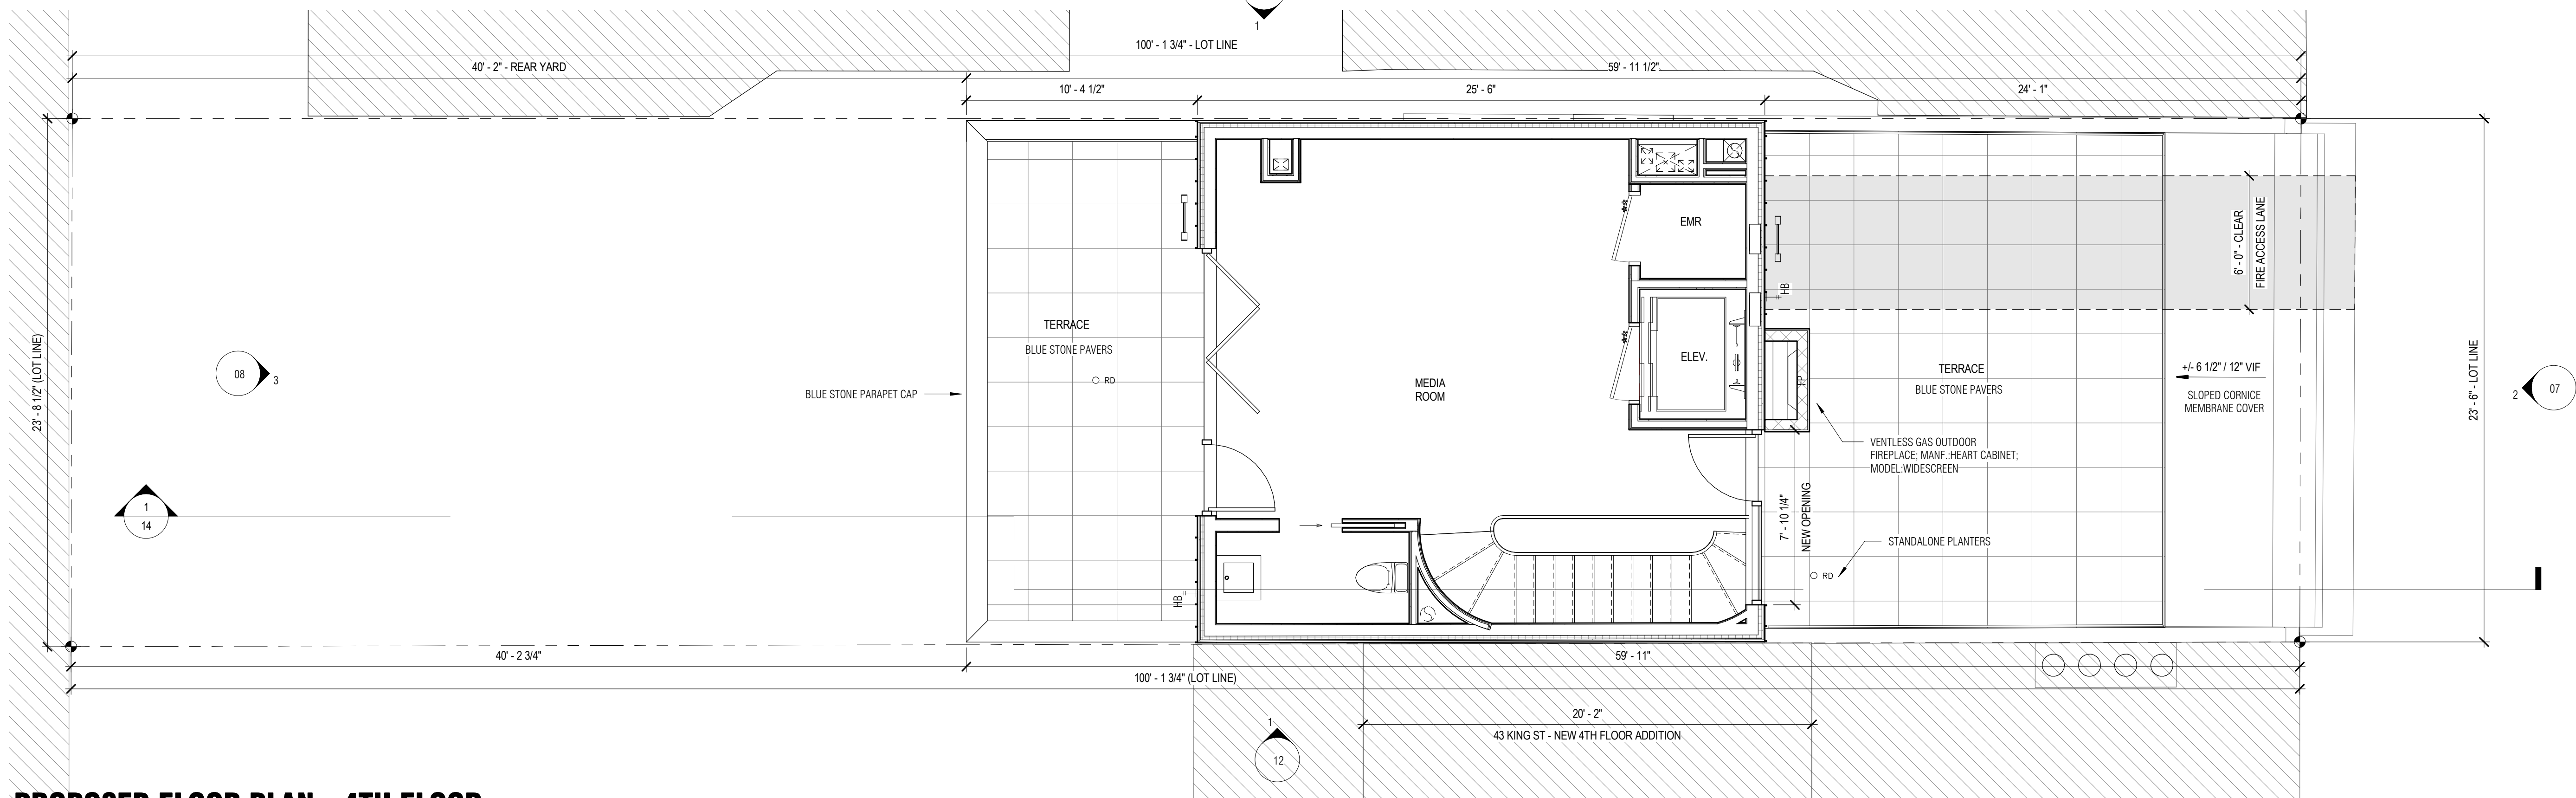 1
100' - 1 3/4" - LOT LINE
40' - 2" - REAR YARD
59' - 11 1/2"
10' - 4 1/2"
25' - 6"
24' - 1"
EMR
6' - 0" - CLEAR
FIRE ACCESS LANE
HB
TERRACE
BLUE STONE PAVERS
RD
23' - 8 1/2" (LOT LINE)
08
3
BLUE STONE PARAPET CAP
MEDIA
ROOM
ELEV.
FP
TERRACE
BLUE STONE PAVERS
+/- 6 1/2" / 12" VIF
SLOPED CORNICE
MEMBRANE COVER
23' - 6" - LOT LINE
2
07
VENTLESS GAS OUTDOOR
FIREPLACE; MANF.:HEART CABINET;
MODEL:WIDESCREEN
1
14
7' - 10 1/4"
NEW OPENING
STANDALONE PLANTERS
RD
HB
40' - 2 3/4"
59' - 11"
100' - 1 3/4" (LOT LINE)
20' - 2"
43 KING ST - NEW 4TH FLOOR ADDITION
1
12
PROPOSED FLOOR PLAN - 4TH FLOOR